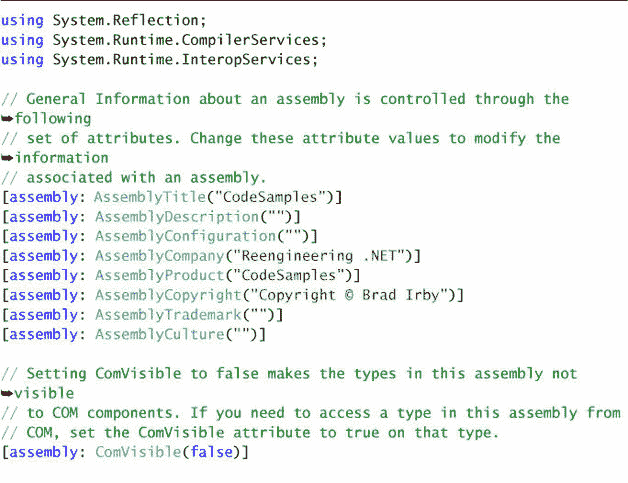 using System.Reflection;
using System.Runtime.CompilerServices;
using System.Runtime.InteropServices;
// General Information about an assembly is controlled through the
➥following
// set of attributes. Change these attribute values to modify the
➥information
// associated with an assembly.
[assembly: AssemblyTitle("CodeSamples")]
[assembly: AssemblyDescription("")]
[assembly: AssemblyConfiguration("")]
[assembly: AssemblyCompany("Reengineering .NET")]
[assembly: AssemblyProduct("CodeSamples")]
[assembly: AssemblyCopyright("Copyright © Brad Irby")]
[assembly: AssemblyTrademark("")]
[assembly: AssemblyCulture("")]
// Setting ComVisible to false makes the types in this assembly not
➥visible
// to COM components. If you need to access a type in this assembly from
// COM, set the ComVisible attribute to true on that type.
[assembly: ComVisible(false)]